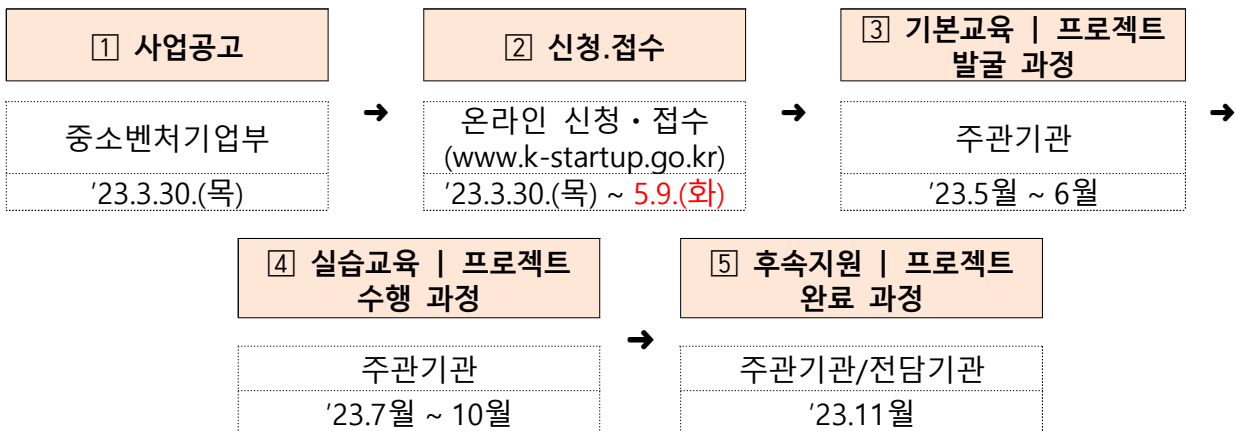 1 사업공고
중소벤처기업부
'23.3.30.(목)
➜
2 신청.접수
온라인 신청・접수
(www.k-startup.go.kr)
'23.3.30.(목) ~ 5.9.(화)
➜
3 기본교육 | 프로젝트
발굴 과정
주관기관
'23.5월 ~ 6월
➜
4 실습교육 | 프로젝트
수행 과정
주관기관
'23.7월 ~ 10월
➜
5 후속지원 | 프로젝트
완료 과정
주관기관/전담기관
'23.11월